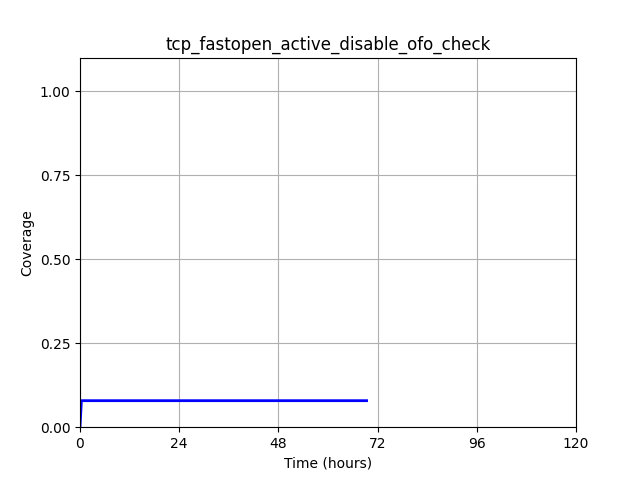 tcp_fastopen_active_disable_ofo_check
1.00
0.75
0.50
0.25
0.00
Coverage
0 24 48 72 96 120
Time (hours)